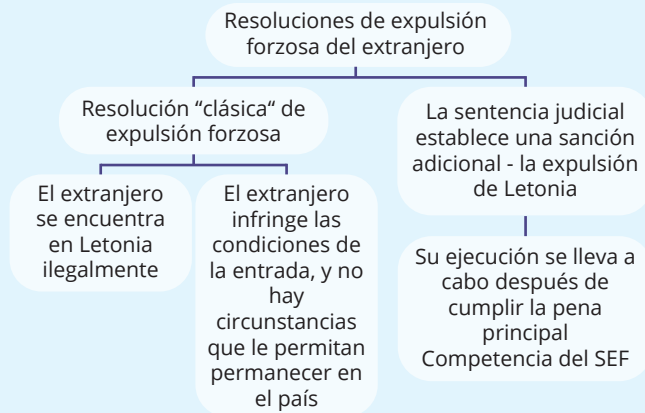 Resoluciones de expulsión
forzosa del extranjero
Resolución “clásica“ de
expulsión forzosa
El extranjero
se encuentra
en Letonia
ilegalmente
El extranjero
infringe las
condiciones de
la entrada, y no
hay
circunstancias
que le permitan
permanecer en
el país
La sentencia judicial
establece una sanción
adicional - la expulsión
de Letonia
Su ejecución se lleva a
cabo después de
cumplir la pena
principal
Competencia del SEF